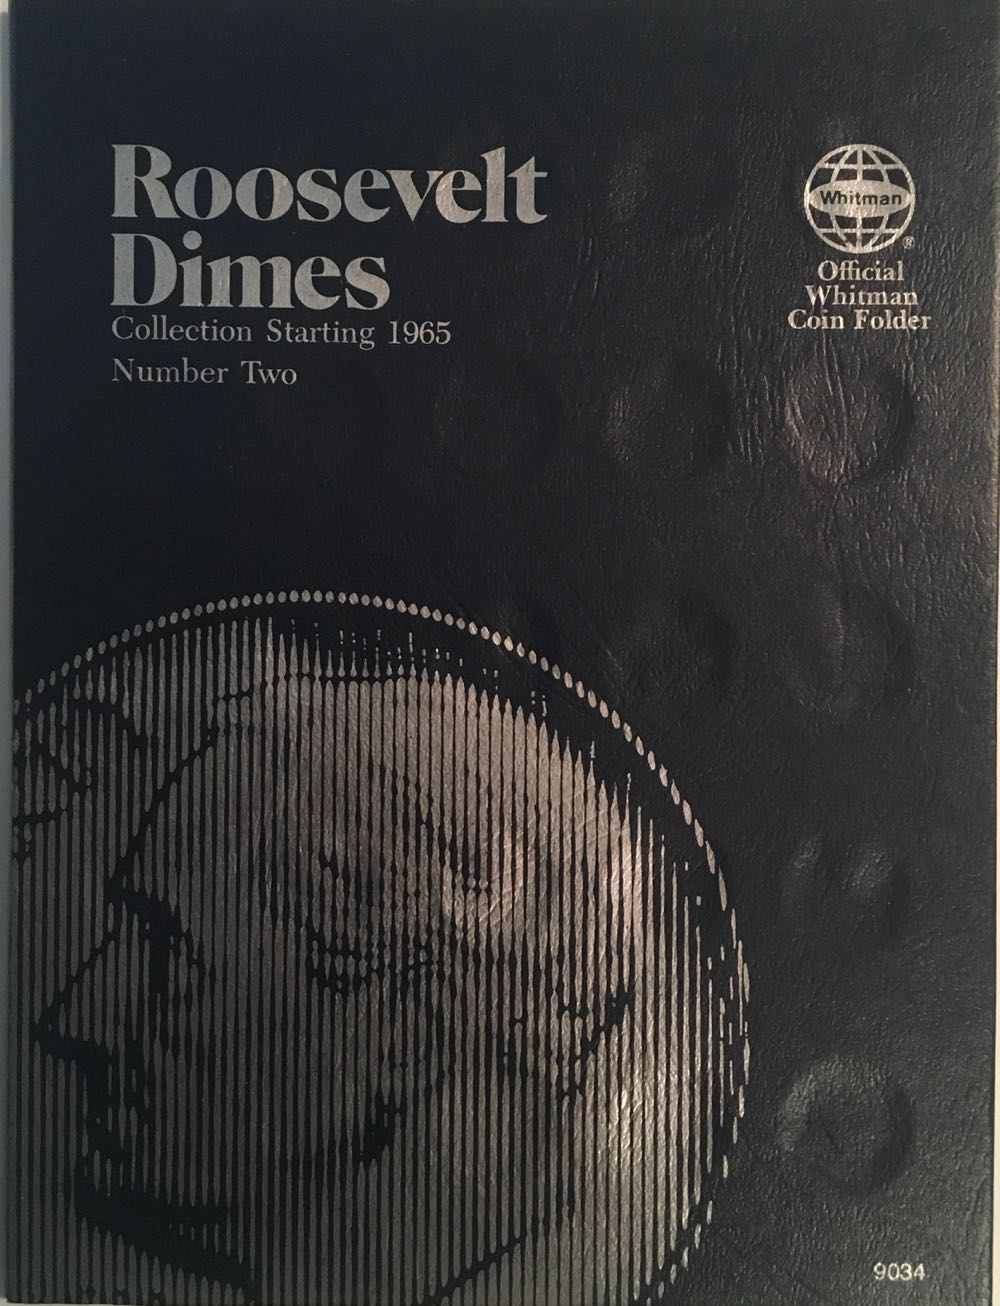 Roosevelt
Dimes
Collection Starting 1965
Number Two
Whitman
®
Official
Whitman
Coin Folder
9034